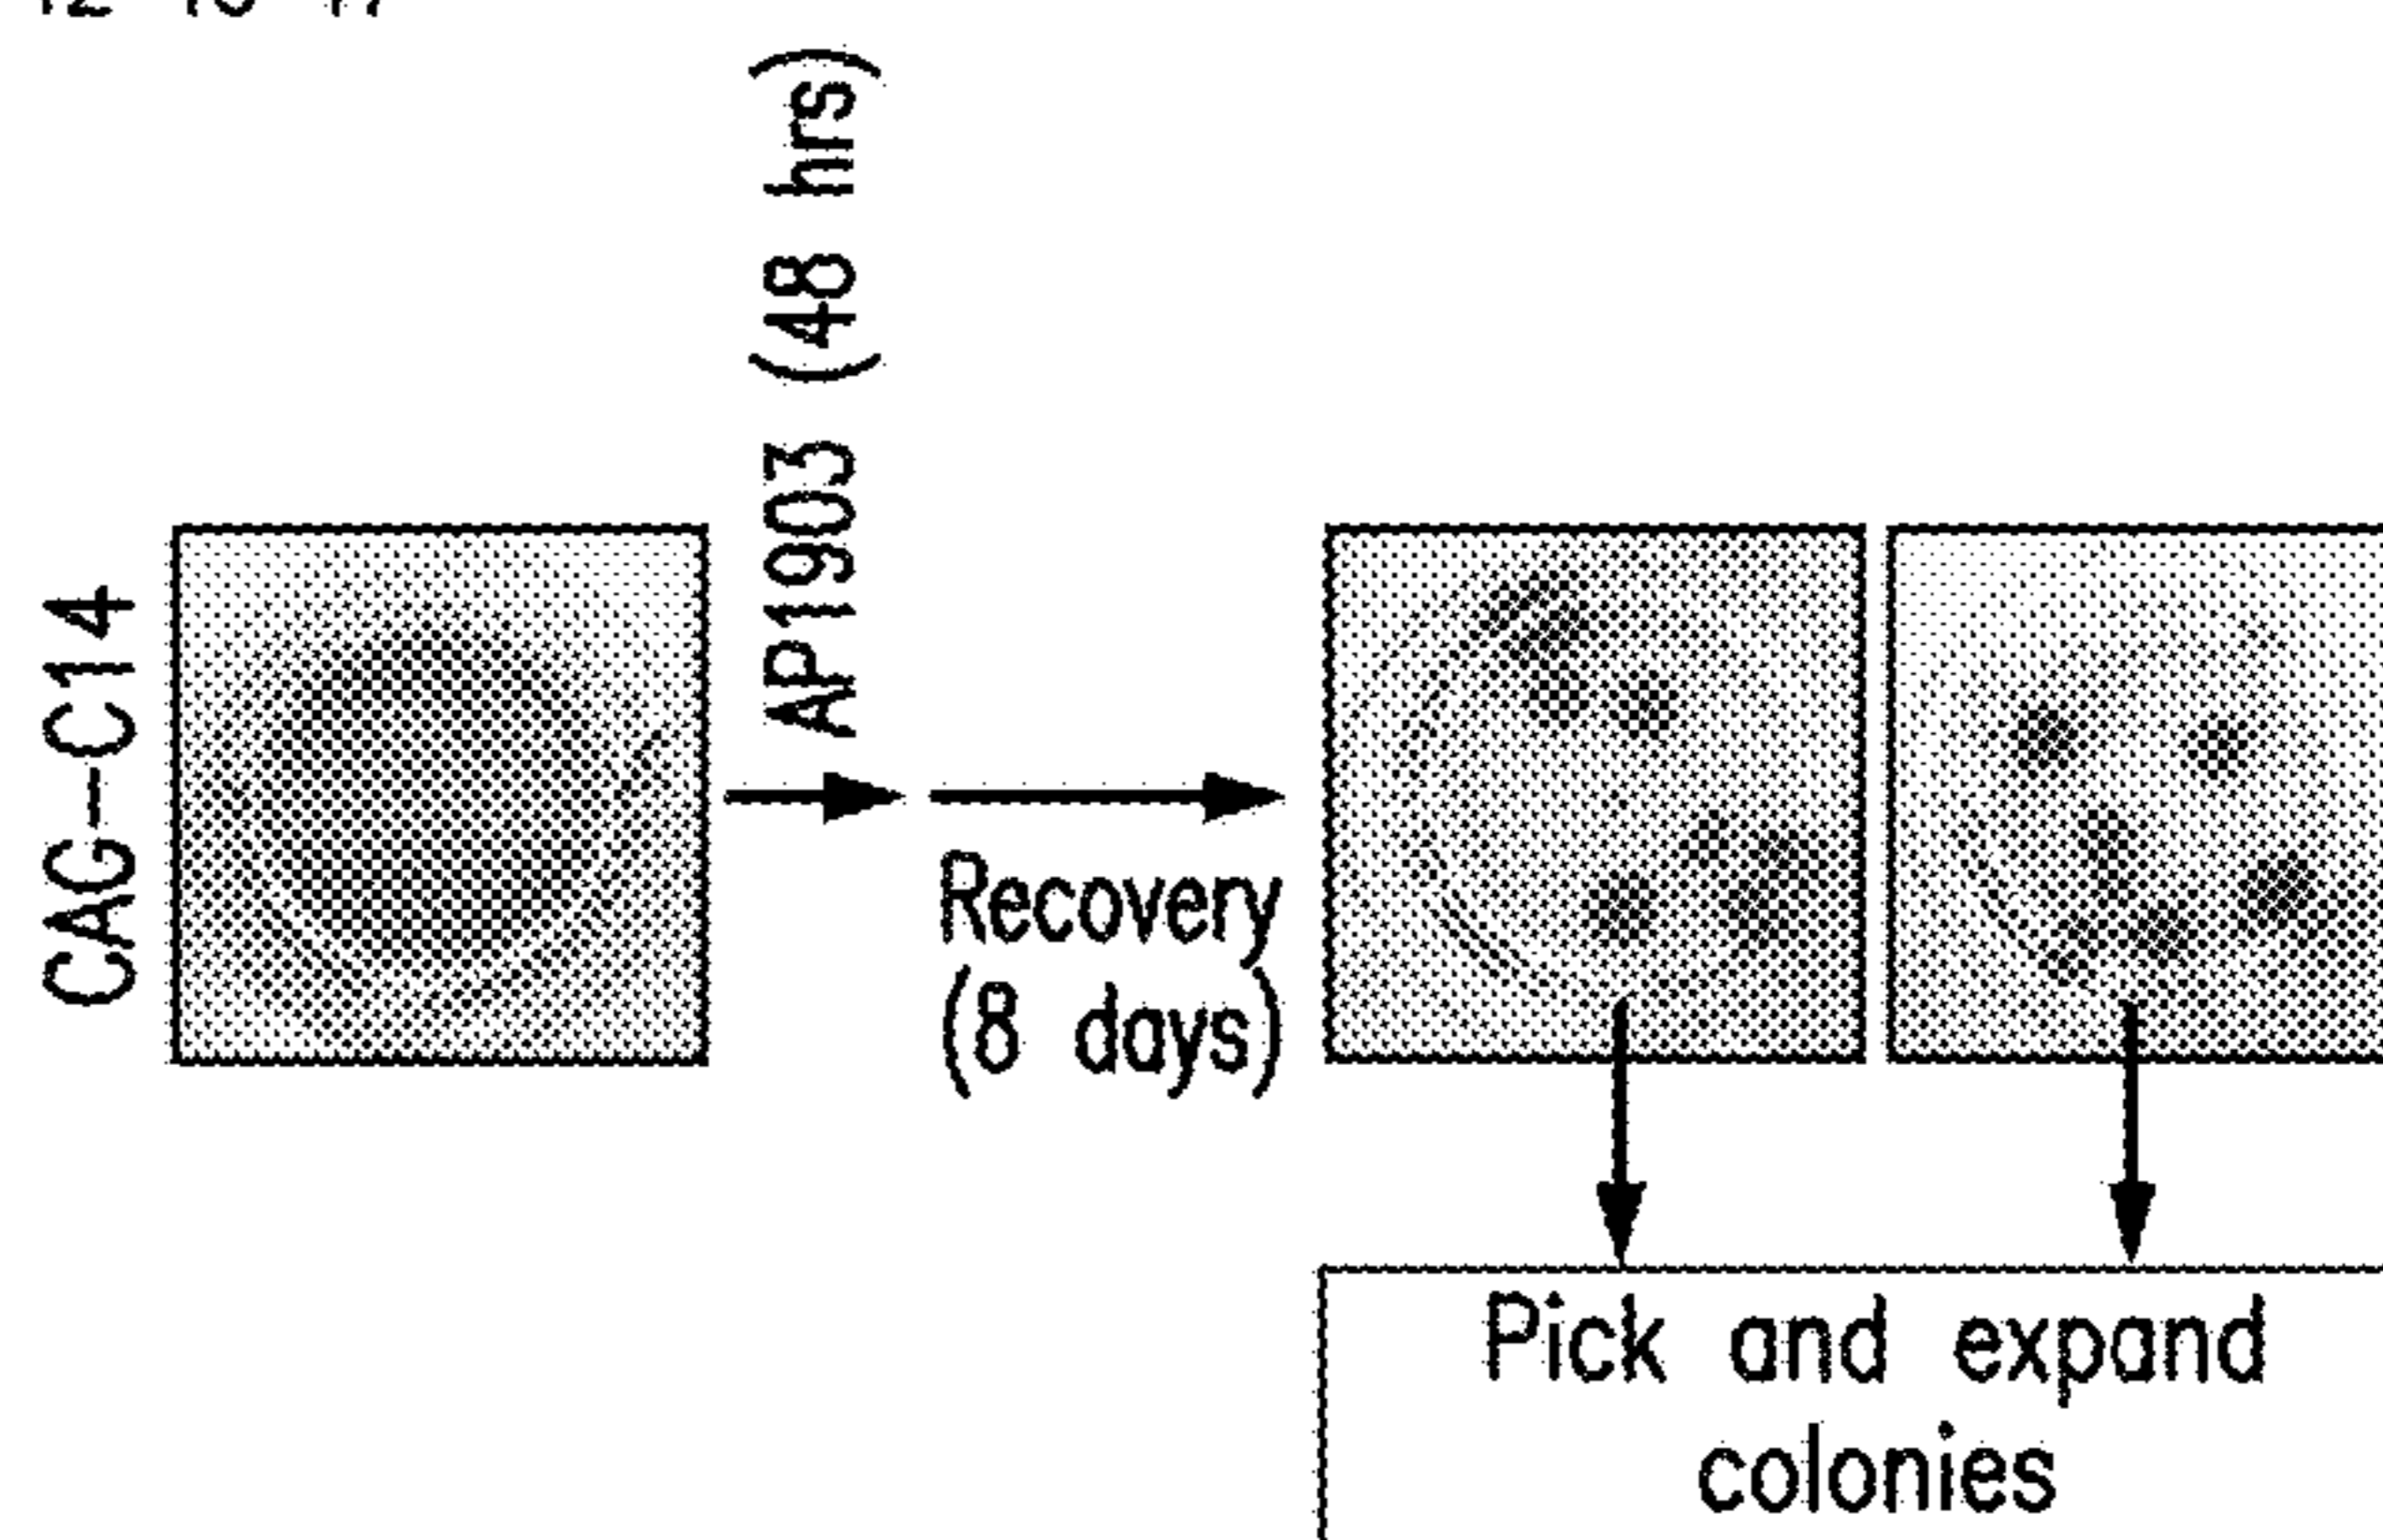 CAG-C14
AP1903 (48 hrs)
Recovery
(8 days)
Pick and expand
colonies